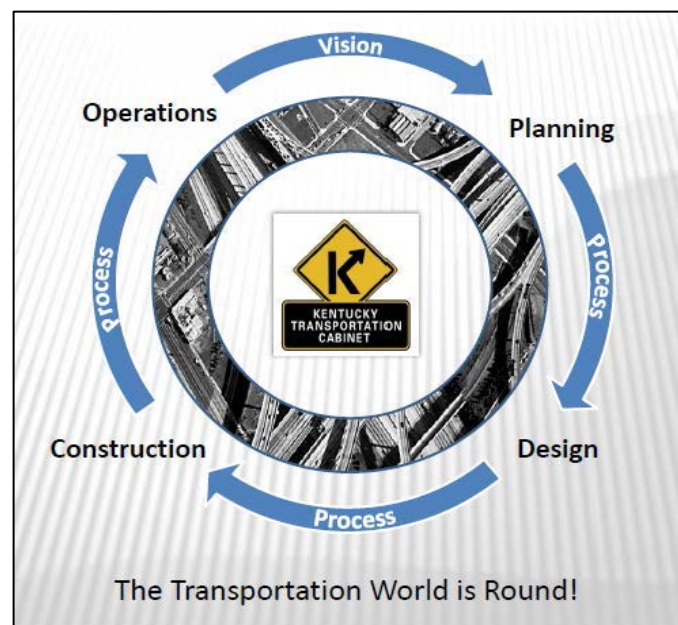 Vision
Operations
Planning
Process
Process
K
KENTUCKY
TRANSPORTATION
CABINET
Construction
Design
Process
The Transportation World is Round!